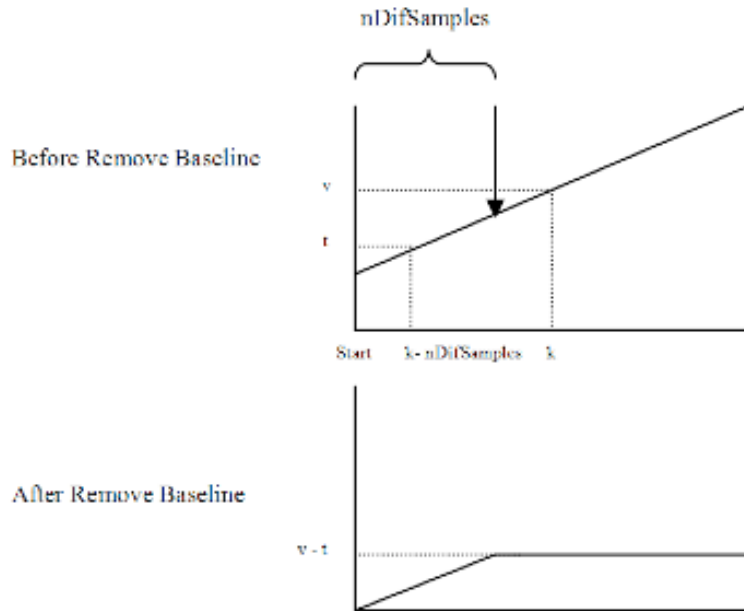 nDifSamples
Before Remove Baseline
v
t
Start k- nDifSamples k
After Remove Baseline
v - t